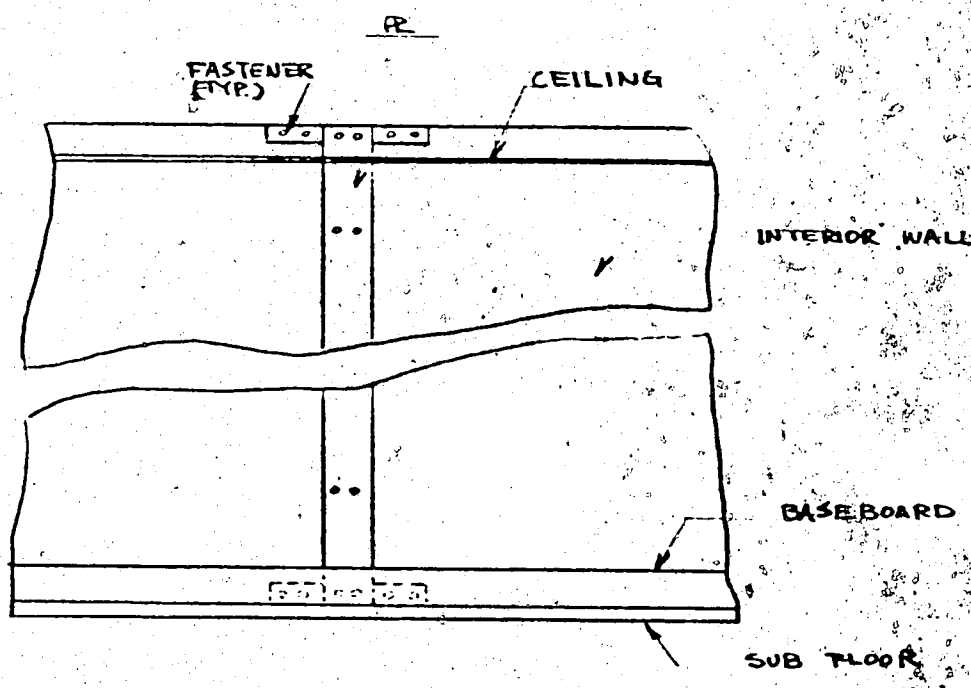 FASTENER
(TYP.)
CEILING
INTERIOR WALL
BASEBOARD
SUB FLOOR